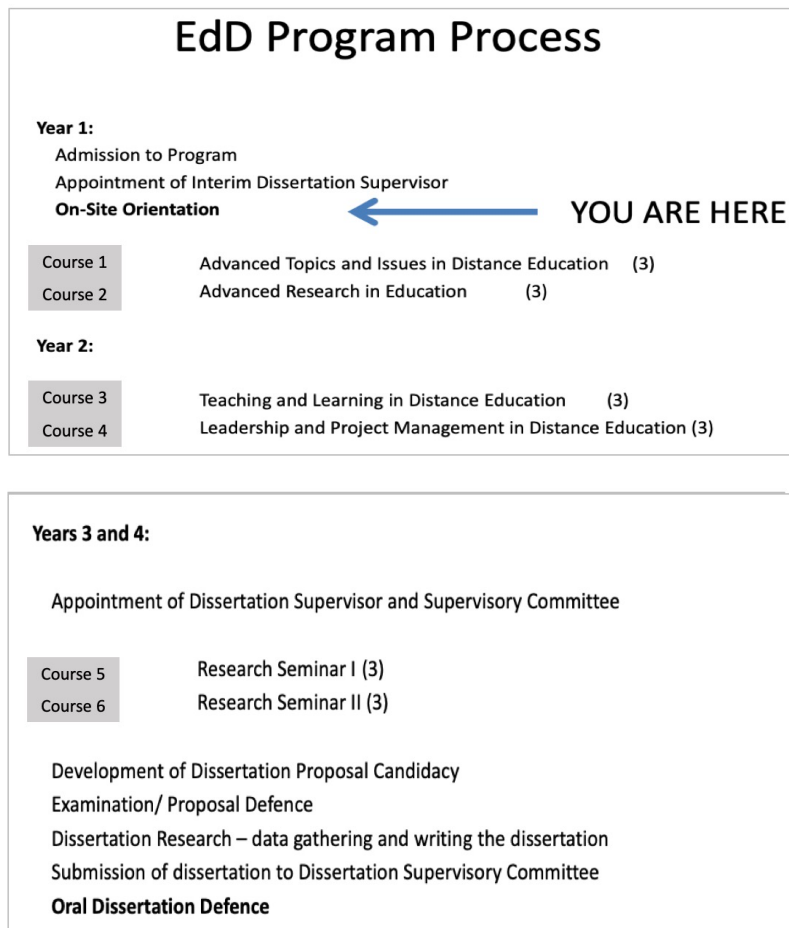 EdD Program Process
Year 1:
Admission to Program
Appointment of Interim Dissertation Supervisor
On-Site Orientation YOU ARE HERE
Course 1 Advanced Topics and Issues in Distance Education (3)
Course 2 Advanced Research in Education (3)
Year 2:
Course 3 Teaching and Learning in Distance Education (3)
Course 4 Leadership and Project Management in Distance Education (3)
Years 3 and 4:
Appointment of Dissertation Supervisor and Supervisory Committee
Course 5 Research Seminar I (3)
Course 6 Research Seminar II (3)
Development of Dissertation Proposal Candidacy
Examination/ Proposal Defence
Dissertation Research – data gathering and writing the dissertation
Submission of dissertation to Dissertation Supervisory Committee
Oral Dissertation Defence